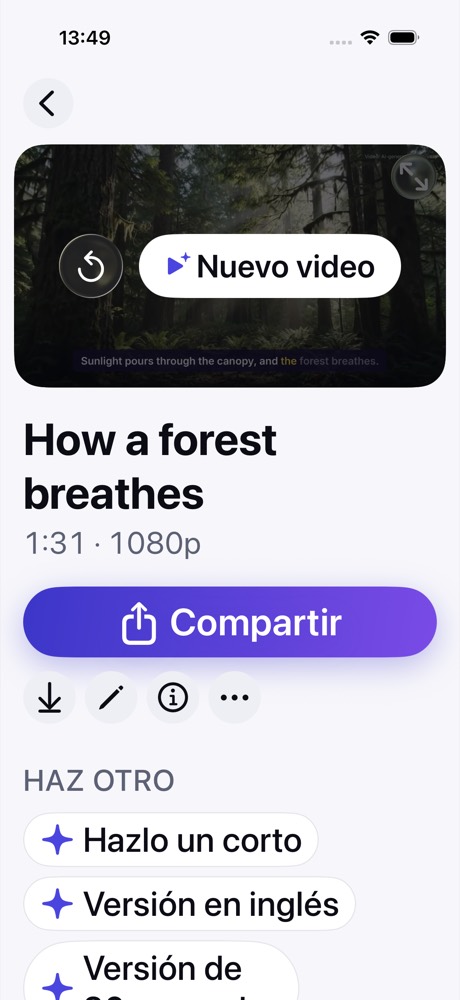 13:49
Nuevo video
Sunlight pours through the canopy, and the forest breathes.
How a forest
breathes
1:31 · 1080p
Compartir
HAZ OTRO
Hazlo un corto
Versión en inglés
Versión de